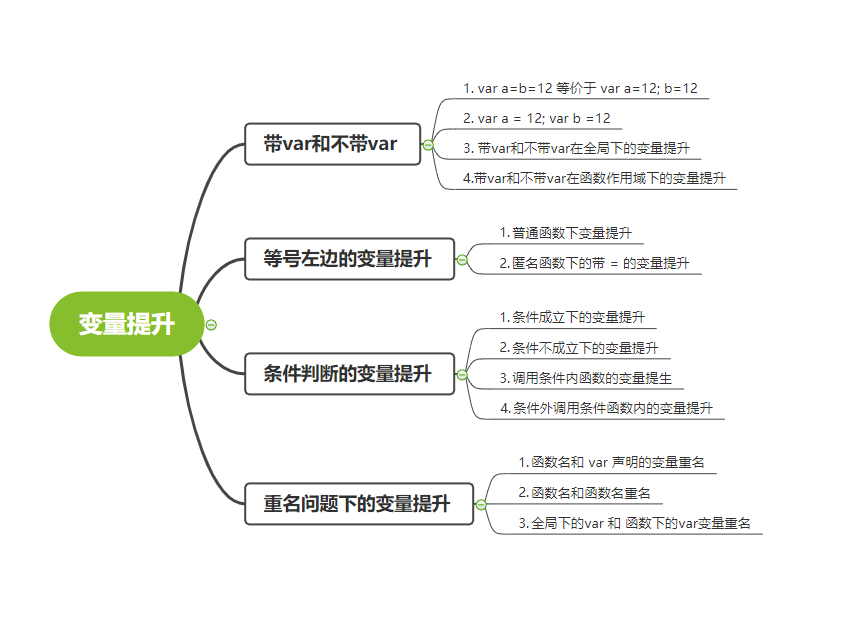 变量提升
带var和不带var
1. var a=b=12 等价于 var a=12; b=12
2. var a = 12; var b =12
3. 带var和不带var在全局下的变量提升
4.带var和不带var在函数作用域下的变量提升
等号左边的变量提升
1.普通函数下变量提升
2.匿名函数下的带 = 的变量提升
条件判断的变量提升
1.条件成立下的变量提升
2.条件不成立下的变量提升
3.调用条件内函数的变量提生
4.条件外调用条件函数内的变量提升
重名问题下的变量提升
1.函数名和 var 声明的变量重名
2.函数名和函数名重名
3.全局下的var 和 函数下的var变量重名